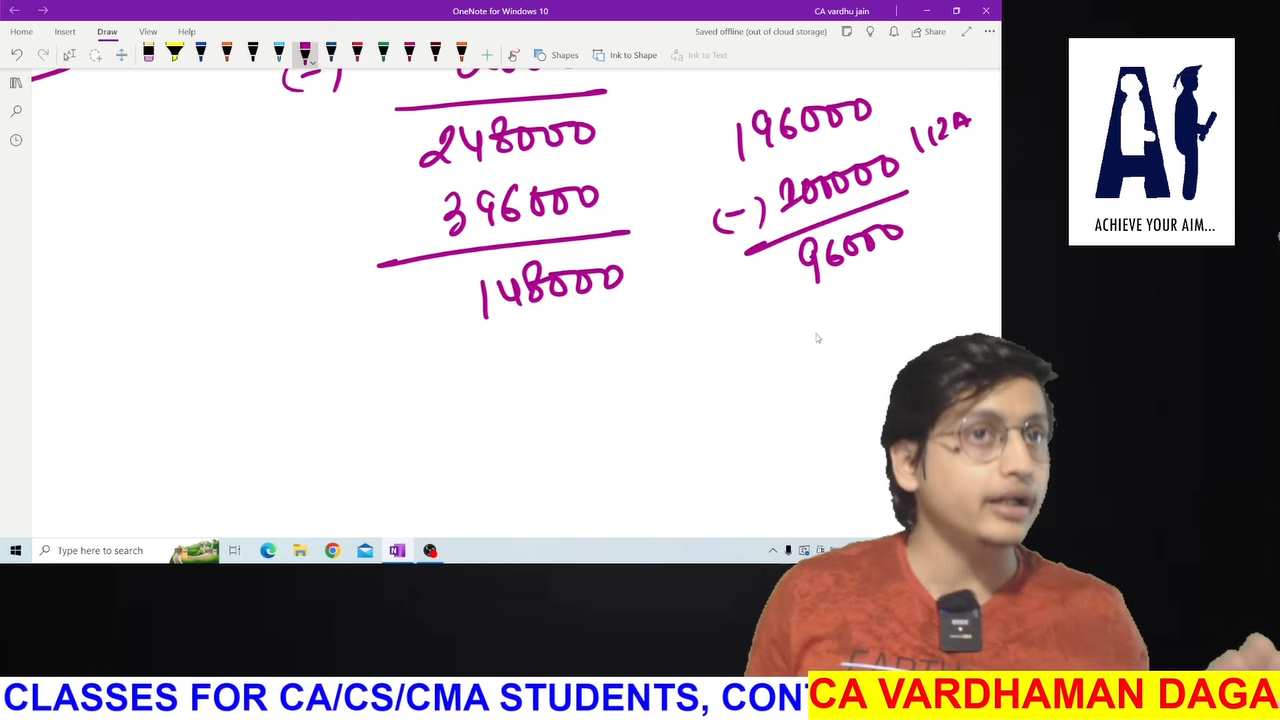 OneNote for Windows 10
CA vardhu jain
Home Insert Draw View Help
Saved offline (out of cloud storage)
Share
Shapes
Ink to Shape
Ink to Text
(-)
248000
396000
148000
196000
112A
(-)
96000
ACHIEVE YOUR AIM...
Type here to search
CLASSES FOR CA/CS/CMA STUDENTS, CON
CA VARDHAMAN DAGA